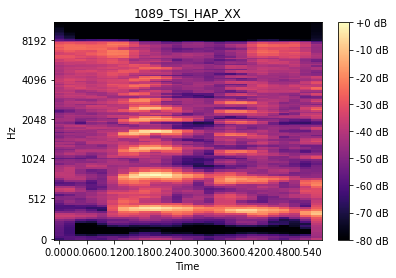 1089_TSI_HAP_XX
+0 dB
8192
-10 dB
4096
-20 dB
-30 dB
2048
Hz
-40 dB
1024
-50 dB
-60 dB
512
-70 dB
0
-80 dB
0.0000.0600.1200.1800.2400.3000.3600.4200.4800.540
Time